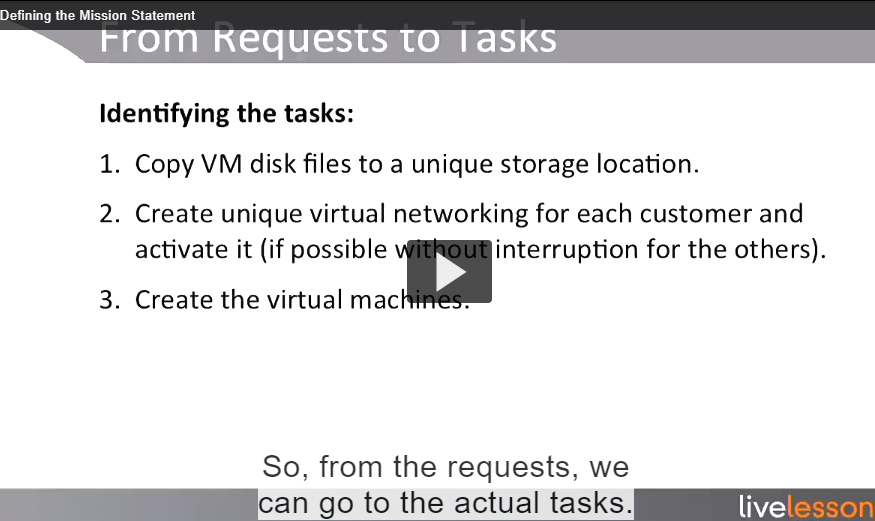 Defining the Mission Statement
From Requests to Tasks
Identifying the tasks:
1. Copy VM disk files to a unique storage location.
2. Create unique virtual networking for each customer and
activate it (if possible without interruption for the others).
3. Create the virtual machines.
So, from the requests, we
can go to the actual tasks.
livelesson